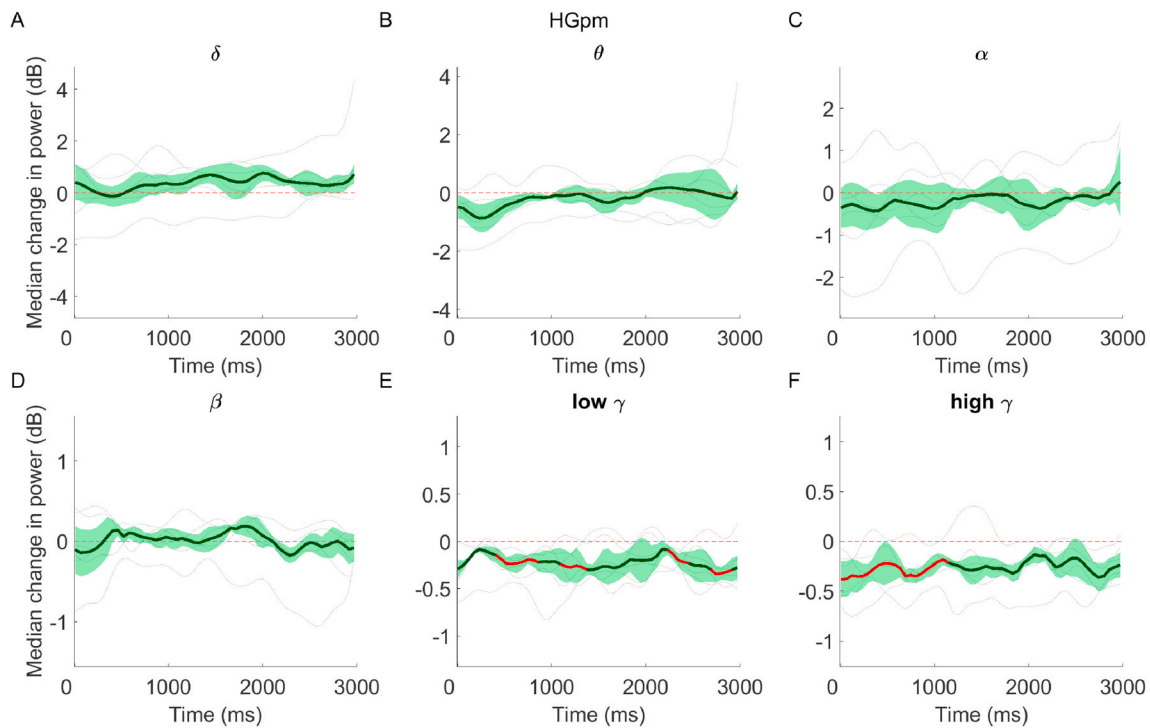 A
B
HGpm
C
δ
θ
α
Median change in power (dB)
4
2
0
-2
-4
4
2
0
-2
-4
2
1
0
-1
-2
0 1000 2000 3000
0 1000 2000 3000
0 1000 2000 3000
Time (ms)
Time (ms)
Time (ms)
D
E
F
β
low γ
high γ
Median change in power (dB)
1
0
-1
1
0.5
0
-0.5
-1
1
0.5
0
-0.5
-1
0 1000 2000 3000
0 1000 2000 3000
0 1000 2000 3000
Time (ms)
Time (ms)
Time (ms)